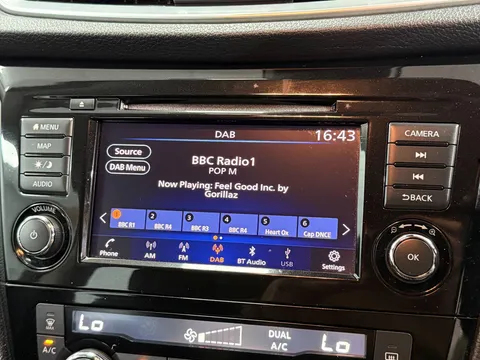 DAB
16:43
MENU
MAP
AUDIO
Source
DAB Menu
BBC Radio1
POP M
Now Playing: Feel Good Inc. by
Gorillaz
1 2 3 4 5 6
BBC R1 BBC R4 BBC R3 BBC R4 Heart Ox Cap DNCE
Phone AM FM DAB BT Audio USB Settings
CAMERA
BACK
VOLUME
OK
A/C
Lo
DUAL
A/C
Lo